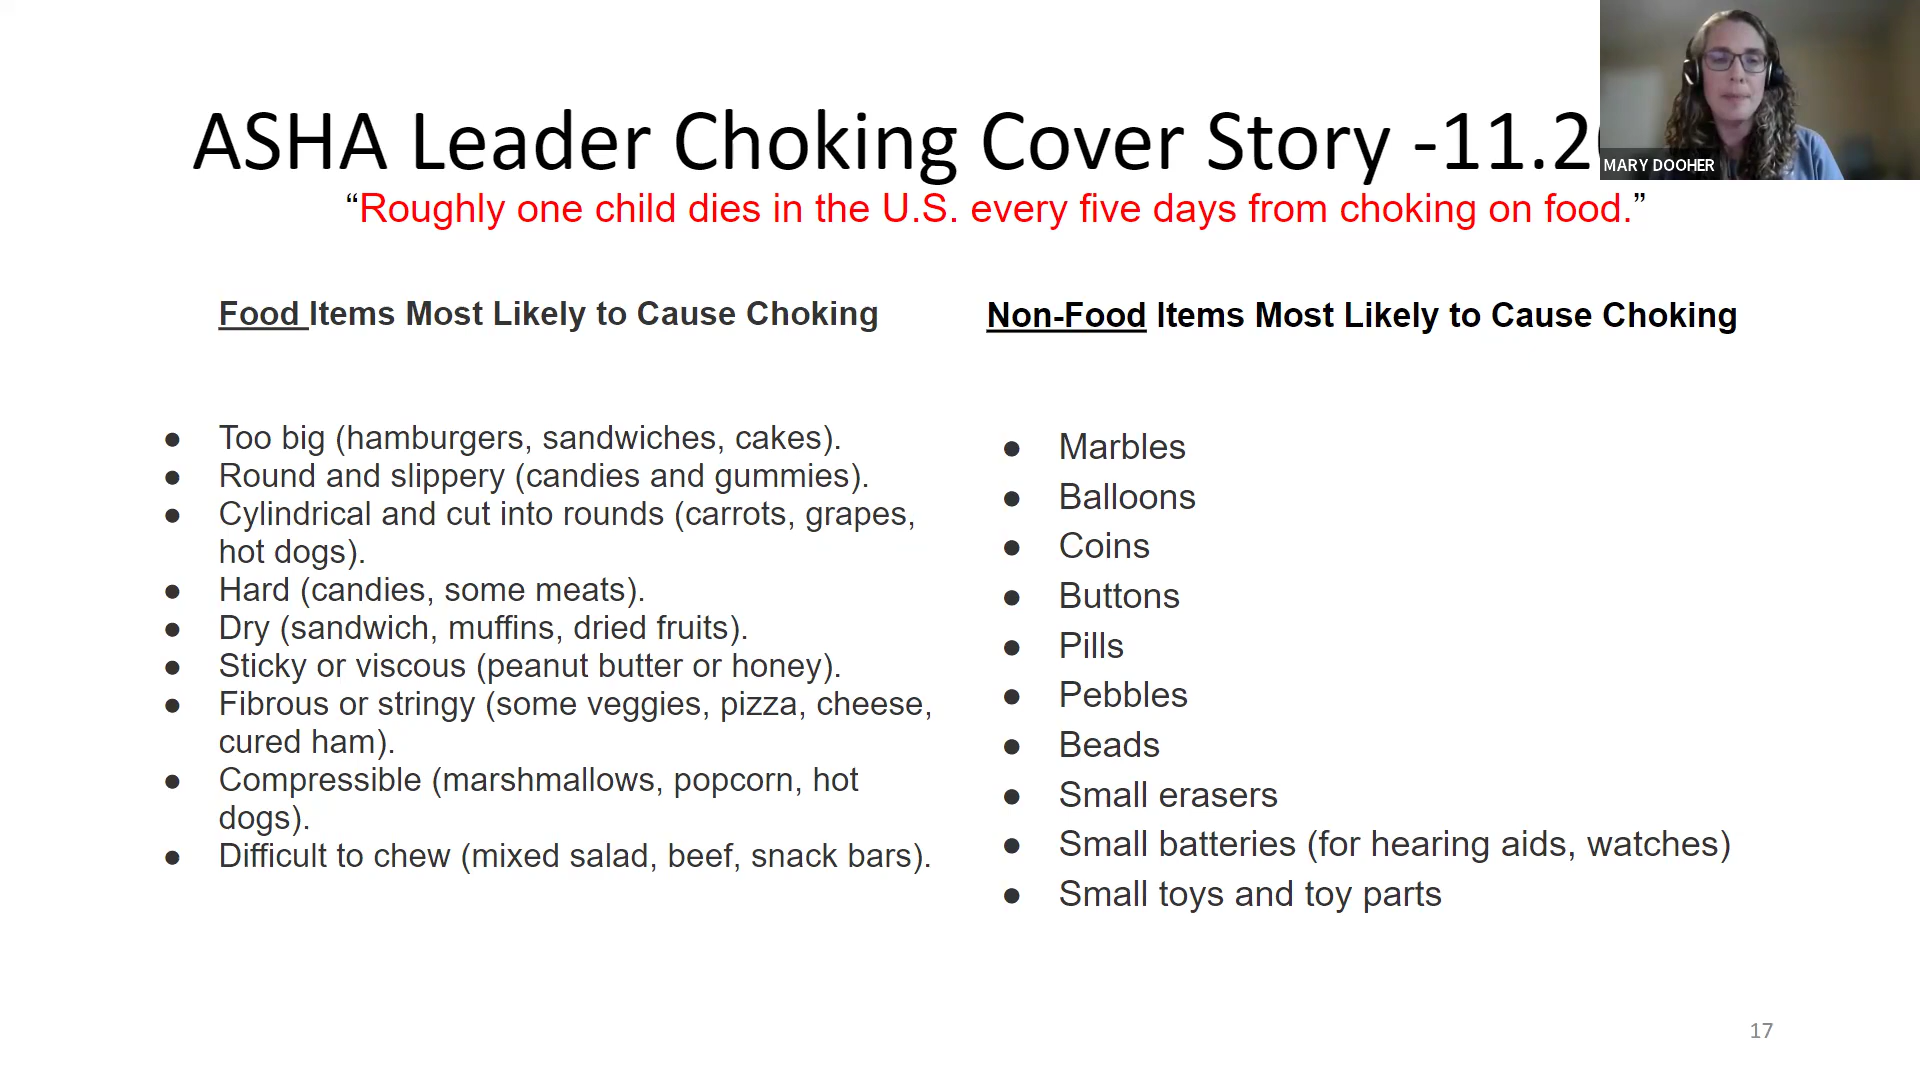 ASHA Leader Choking Cover Story -11.2
MARY DOOHER
“Roughly one child dies in the U.S. every five days from choking on food.”
Food Items Most Likely to Cause Choking
● Too big (hamburgers, sandwiches, cakes).
● Round and slippery (candies and gummies).
● Cylindrical and cut into rounds (carrots, grapes,
hot dogs).
● Hard (candies, some meats).
● Dry (sandwich, muffins, dried fruits).
● Sticky or viscous (peanut butter or honey).
● Fibrous or stringy (some veggies, pizza, cheese,
cured ham).
● Compressible (marshmallows, popcorn, hot
dogs).
● Difficult to chew (mixed salad, beef, snack bars).
Non-Food Items Most Likely to Cause Choking
● Marbles
● Balloons
● Coins
● Buttons
● Pills
● Pebbles
● Beads
● Small erasers
● Small batteries (for hearing aids, watches)
● Small toys and toy parts
17